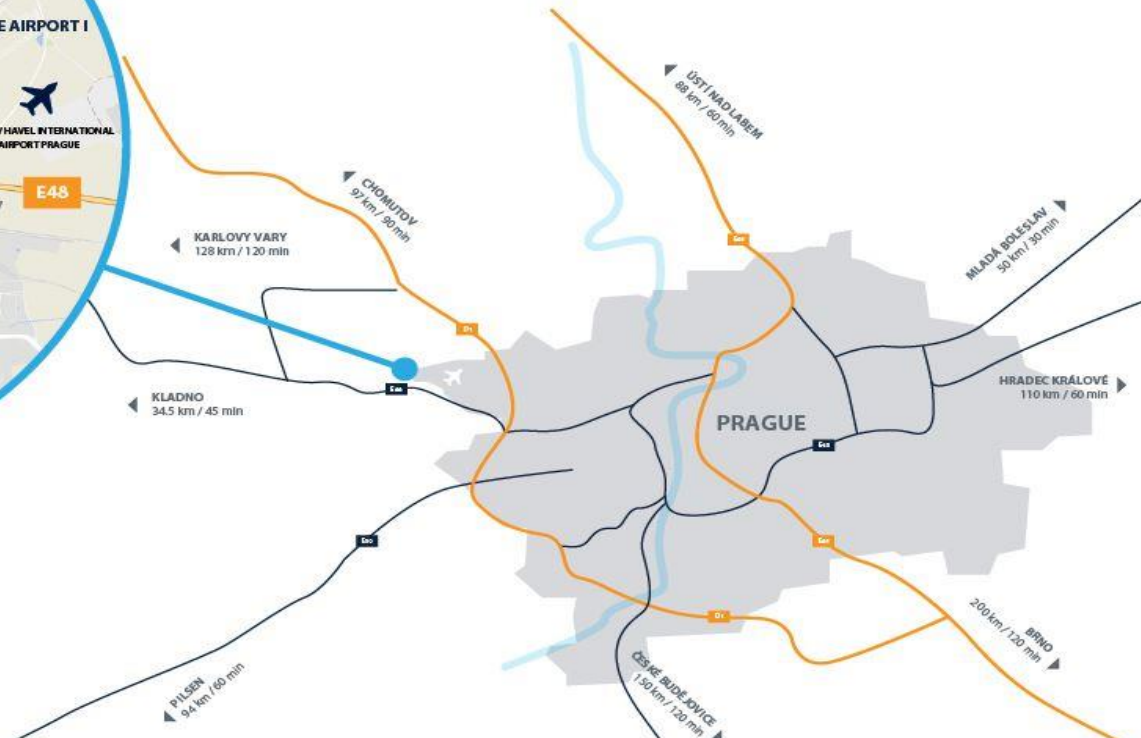 E AIRPORT I
HAVEL INTERNATIONAL
AIRPORT PRAGUE
E48
ÚSTÍ NAD LABEM
88 km / 60 min
CHOMUTOV
97 km / 90 min
KARLOVY VARY
128 km / 120 min
MLADÁ BOLESLAV
50 km / 30 min
KLADNO
34.5 km / 45 min
HRADEC KRÁLOVÉ
110 km / 60 min
PRAGUE
PILSEN
94 km / 60 min
ČESKÉ BUDĚJOVICE
150 km / 120 min
BRNO
200 km / 120 min